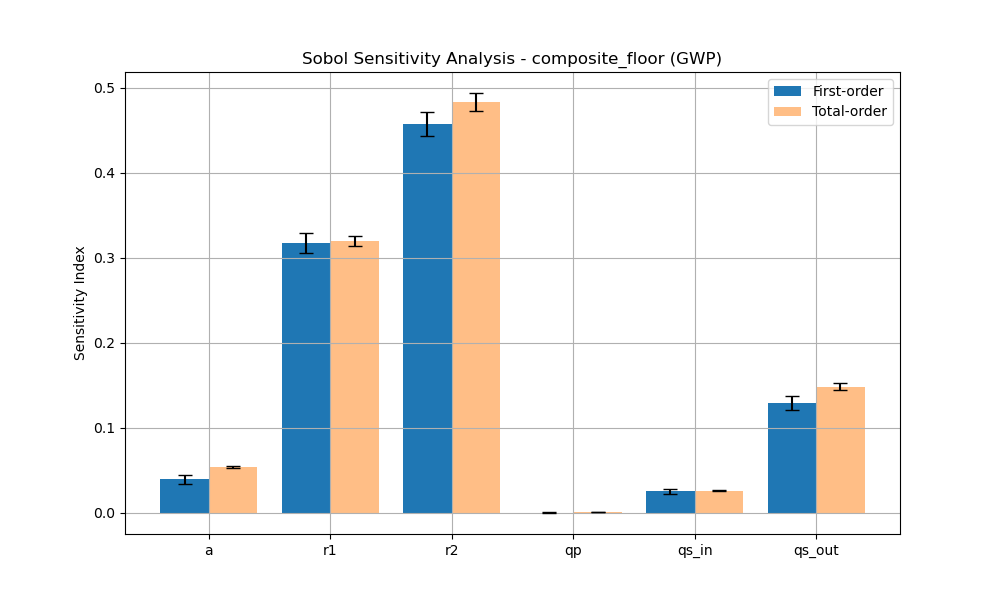 Sobol Sensitivity Analysis - composite_floor (GWP)
First-order
Total-order
Sensitivity Index
0.5
0.4
0.3
0.2
0.1
0.0
a r1 r2 qp qs_in qs_out